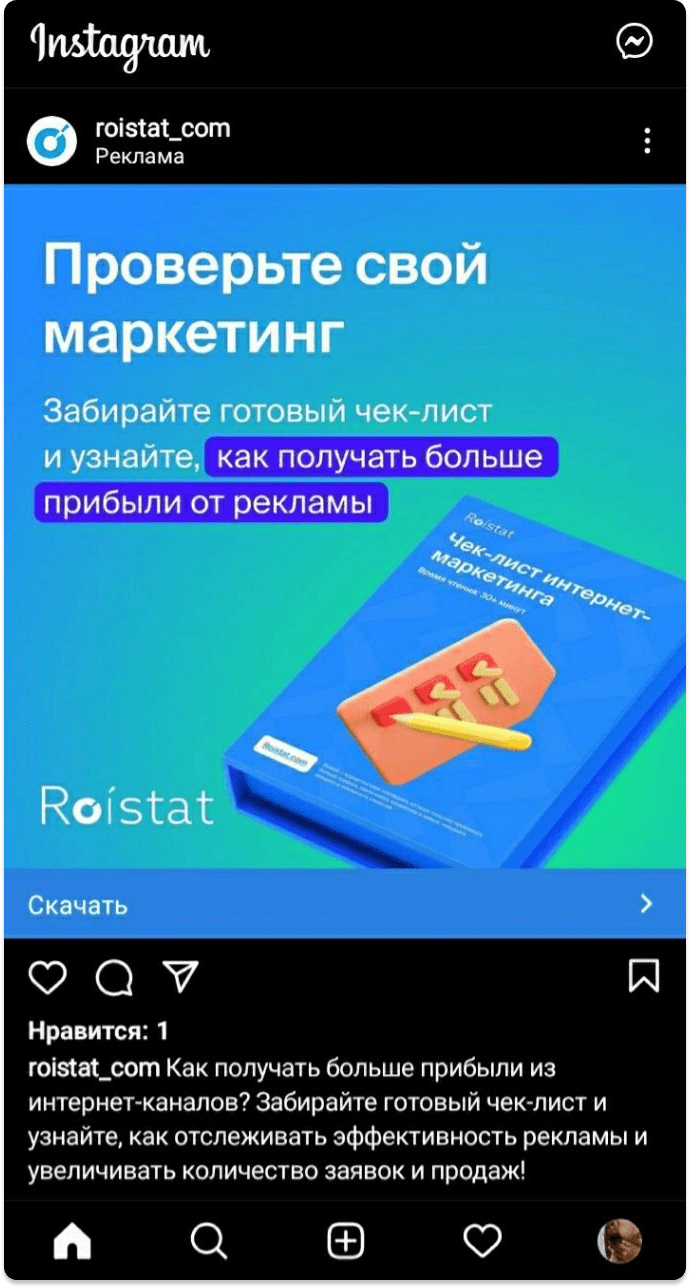 Instagram
roistat_com
Реклама
Проверьте свой
маркетинг
Забирайте готовый чек-лист
и узнайте, как получать больше
прибыли от рекламы
Roistat
Чек-лист интернет-
маркетинга
Время чтения: 30+ минут
Roistat.com
Roístat
Скачать
Нравится: 1
roistat_com Как получать больше прибыли из
интернет-каналов? Забирайте готовый чек-лист и
узнайте, как отслеживать эффективность рекламы и
увеличивать количество заявок и продаж!